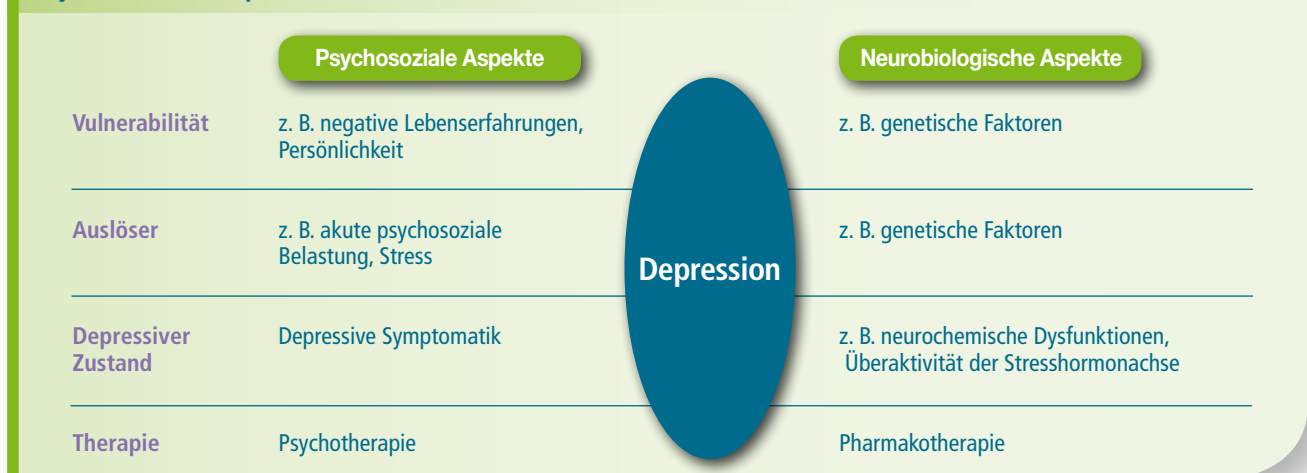 Psychosoziale Aspekte
Neurobiologische Aspekte
Vulnerabilität
z. B. negative Lebenserfahrungen,
Persönlichkeit
z. B. genetische Faktoren
Auslöser
z. B. akute psychosoziale
Belastung, Stress
z. B. genetische Faktoren
Depression
Depressiver
Zustand
Depressive Symptomatik
z. B. neurochemische Dysfunktionen,
Überaktivität der Stresshormonachse
Therapie
Psychotherapie
Pharmakotherapie